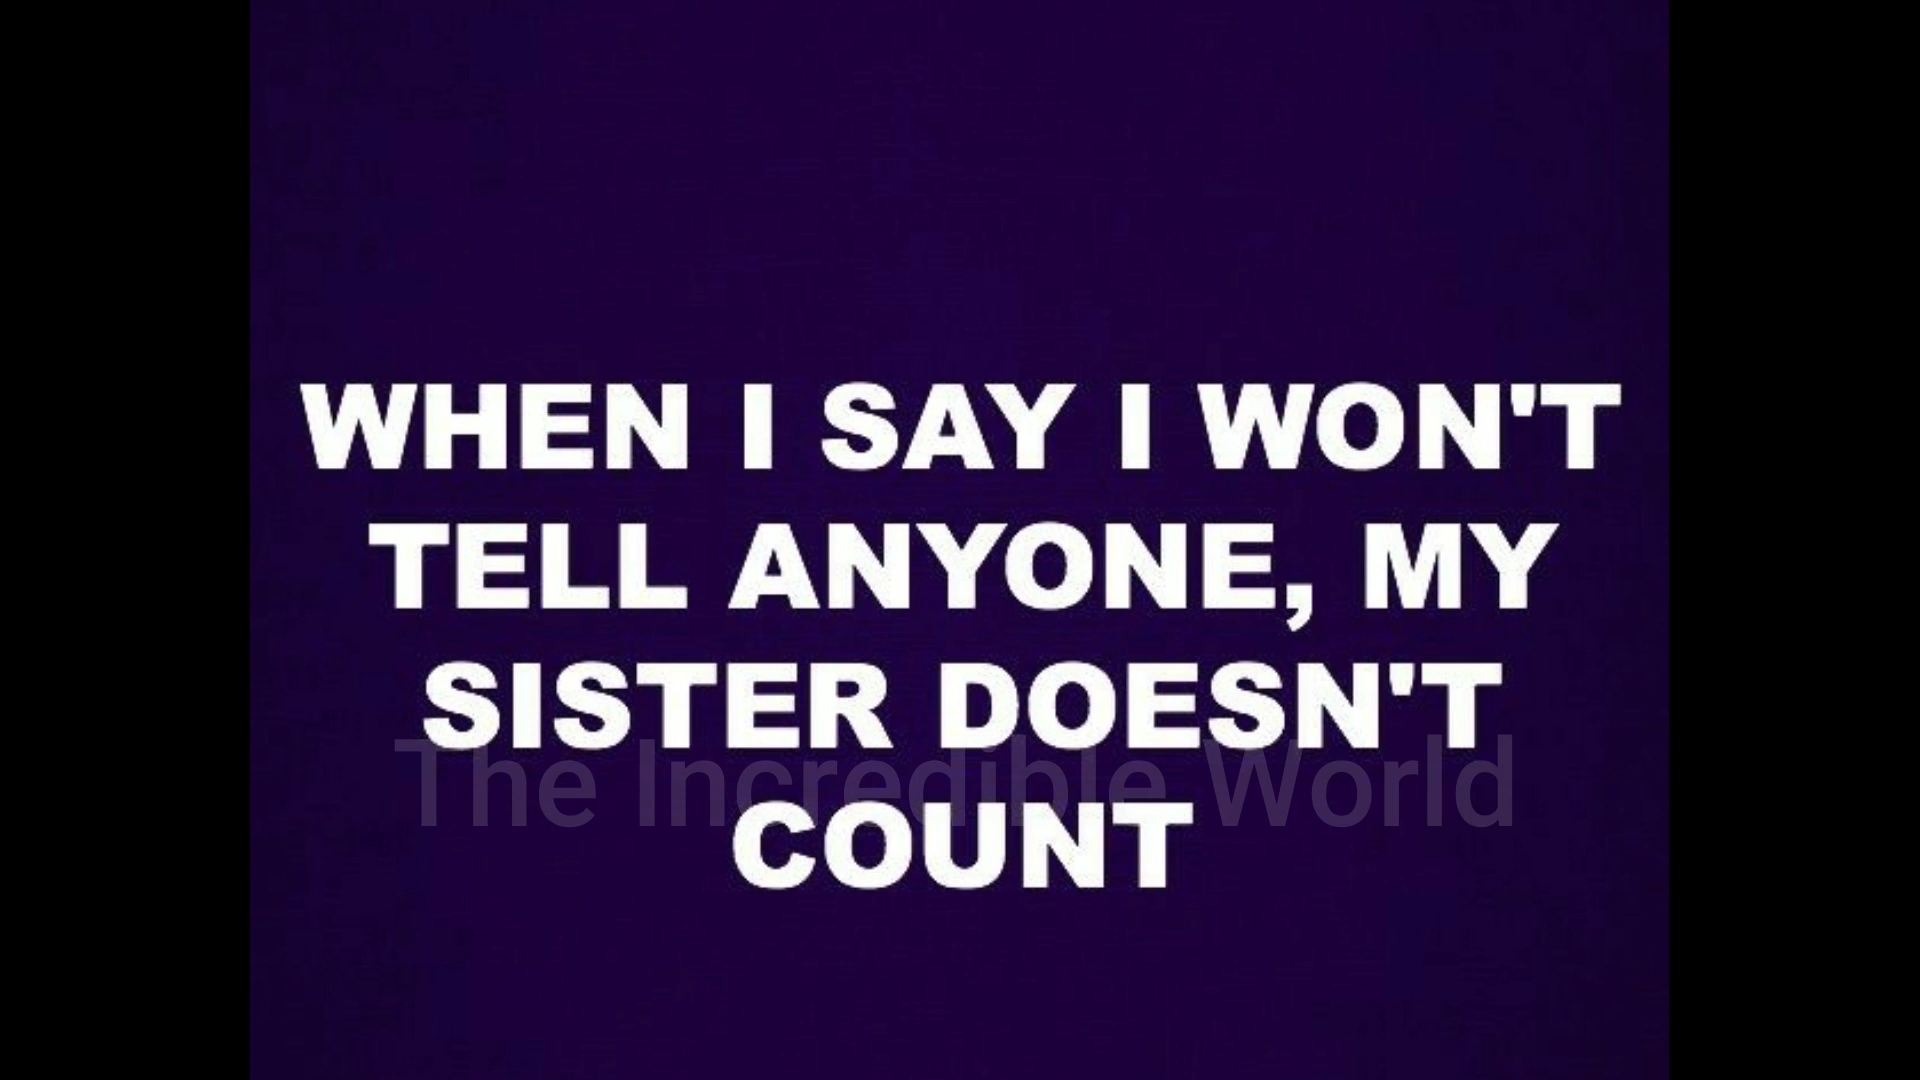 WHEN I SAY I WON'T
TELL ANYONE, MY
SISTER DOESN'T
The Incredible World
COUNT